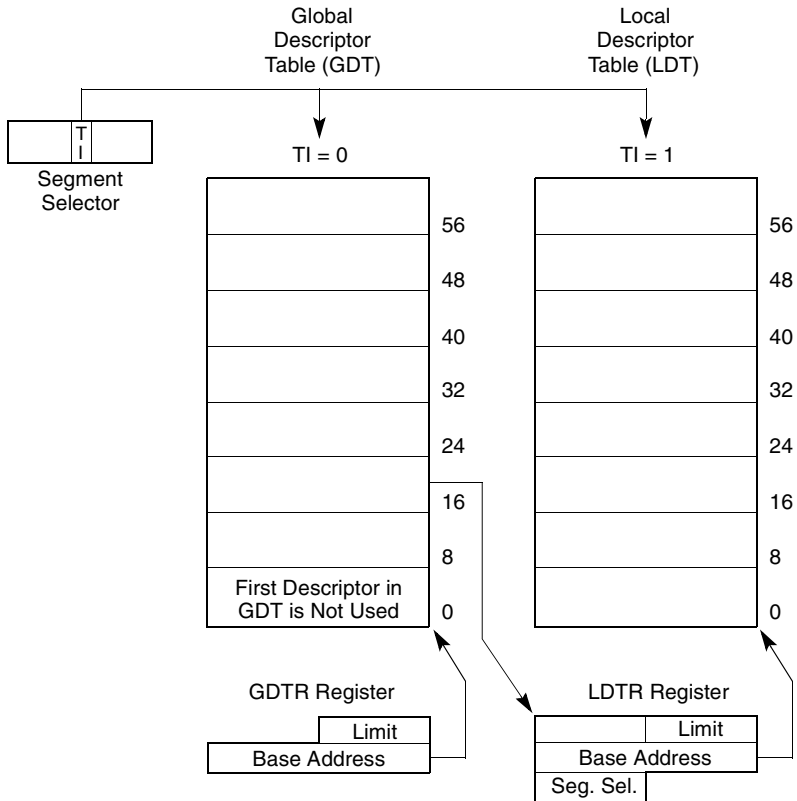 Global
Descriptor
Table (GDT)
Local
Descriptor
Table (LDT)
T
I
Segment
Selector
TI = 0
TI = 1
56
48
40
32
24
16
8
First Descriptor in
GDT is Not Used
0
56
48
40
32
24
16
8
0
GDTR Register
Limit
Base Address
LDTR Register
Limit
Base Address
Seg. Sel.